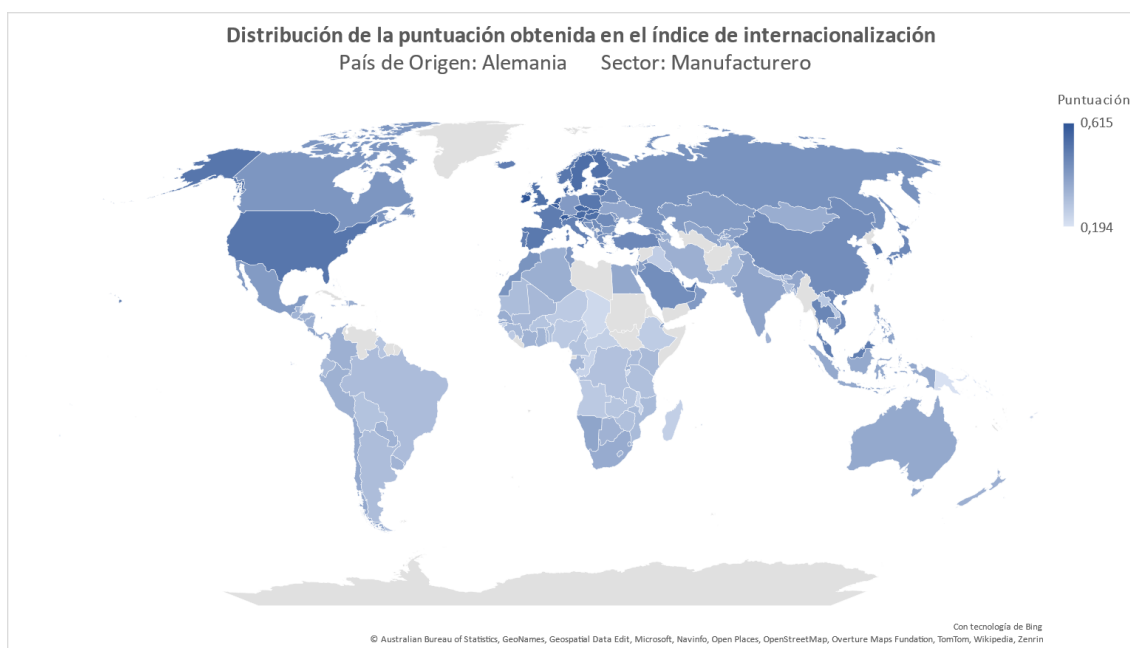 Distribución de la puntuación obtenida en el índice de internacionalización
País de Origen: Alemania Sector: Manufacturero
Puntuación
0,615
0,194
Con tecnología de Bing
© Australian Bureau of Statistics, GeoNames, Geospatial Data Edit, Microsoft, Navinfo, Open Places, OpenStreetMap, Overture Maps Fundation, TomTom, Wikipedia, Zenrin